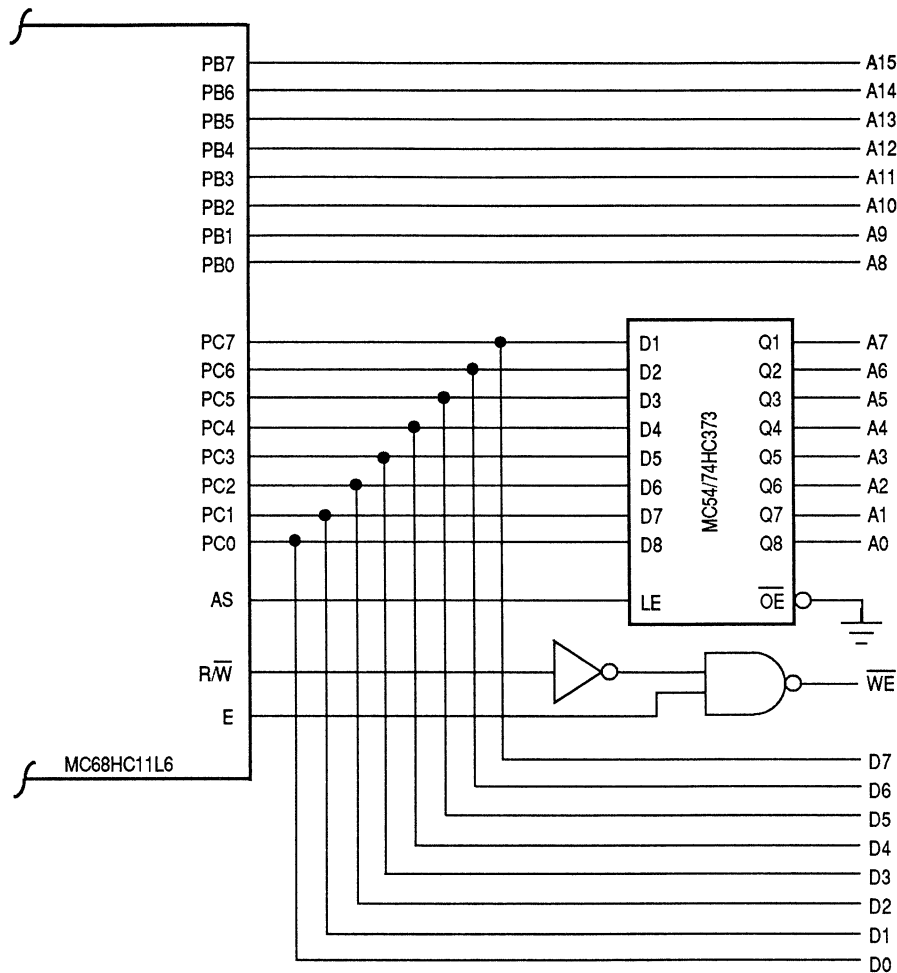 PB7 A15
PB6 A14
PB5 A13
PB4 A12
PB3 A11
PB2 A10
PB1 A9
PB0 A8
PC7 D1 Q1 A7
PC6 D2 Q2 A6
PC5 D3 Q3 A5
PC4 D4 Q4 A4
PC3 D5 Q5 A3
PC2 D6 Q6 A2
PC1 D7 Q7 A1
PC0 D8 Q8 A0
MC54/74HC373
AS LE O̅E̅
R/W̅ W̅E̅
E
MC68HC11L6
D7
D6
D5
D4
D3
D2
D1
D0